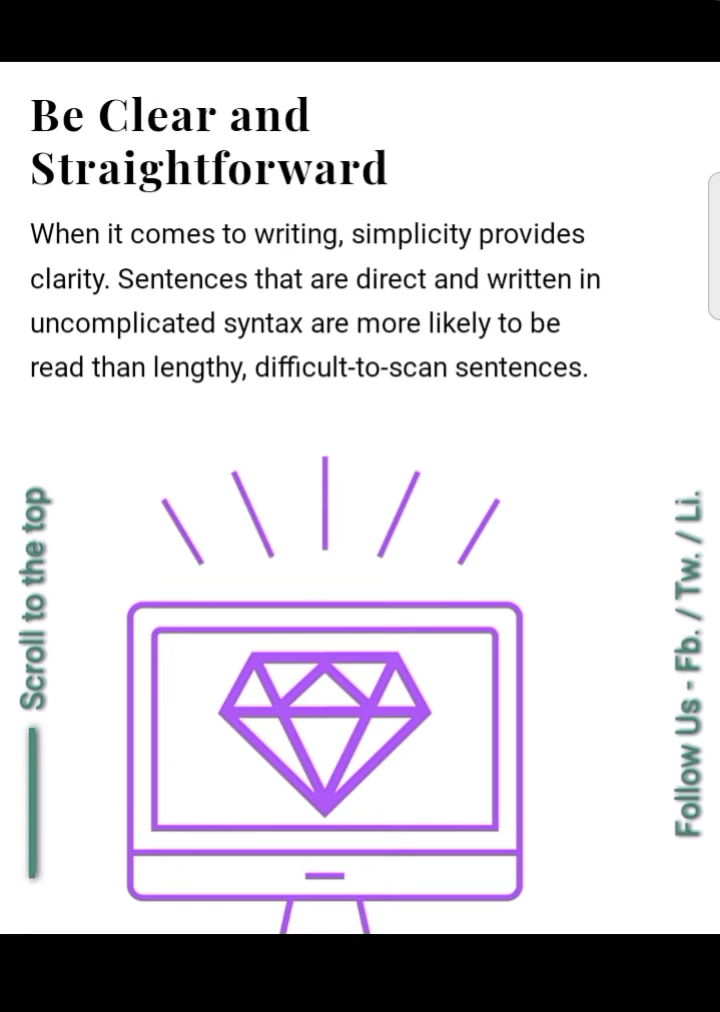 Be Clear and
Straightforward
When it comes to writing, simplicity provides
clarity. Sentences that are direct and written in
uncomplicated syntax are more likely to be
read than lengthy, difficult-to-scan sentences.
Scroll to the top
Follow Us - Fb. / Tw. / Li.